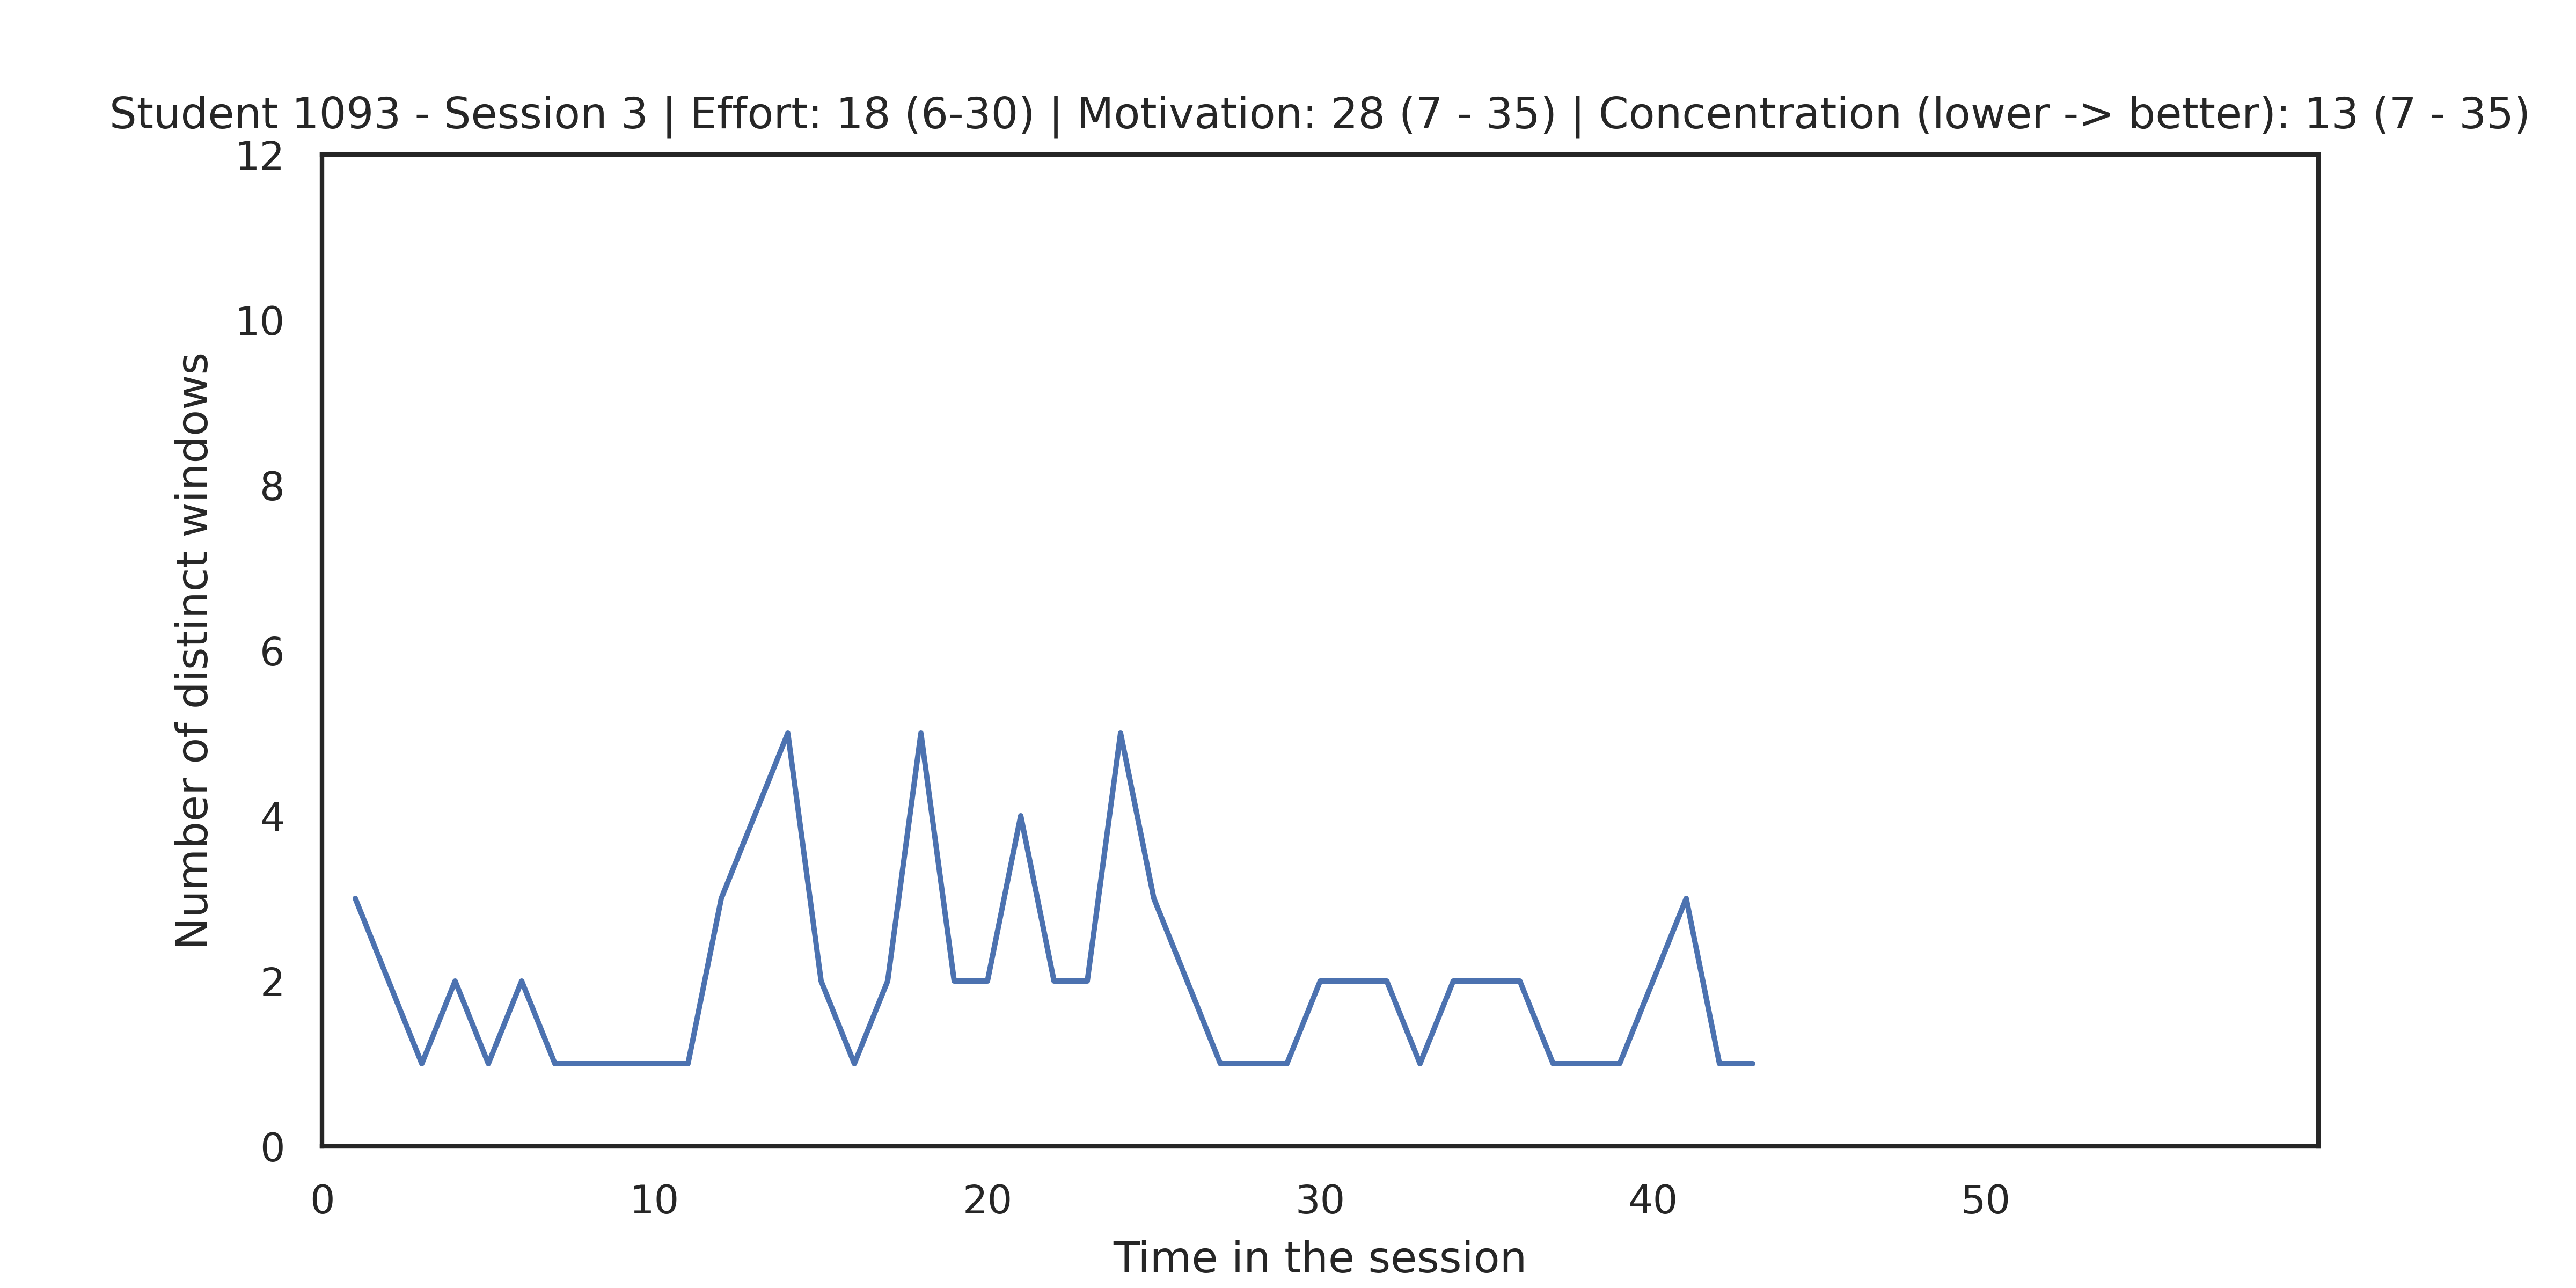 Student 1093 - Session 3 | Effort: 18 (6-30) | Motivation: 28 (7 - 35) | Concentration (lower -> better): 13 (7 - 35)
12
10
8
6
4
2
0
Number of distinct windows
0 10 20 30 40 50
Time in the session